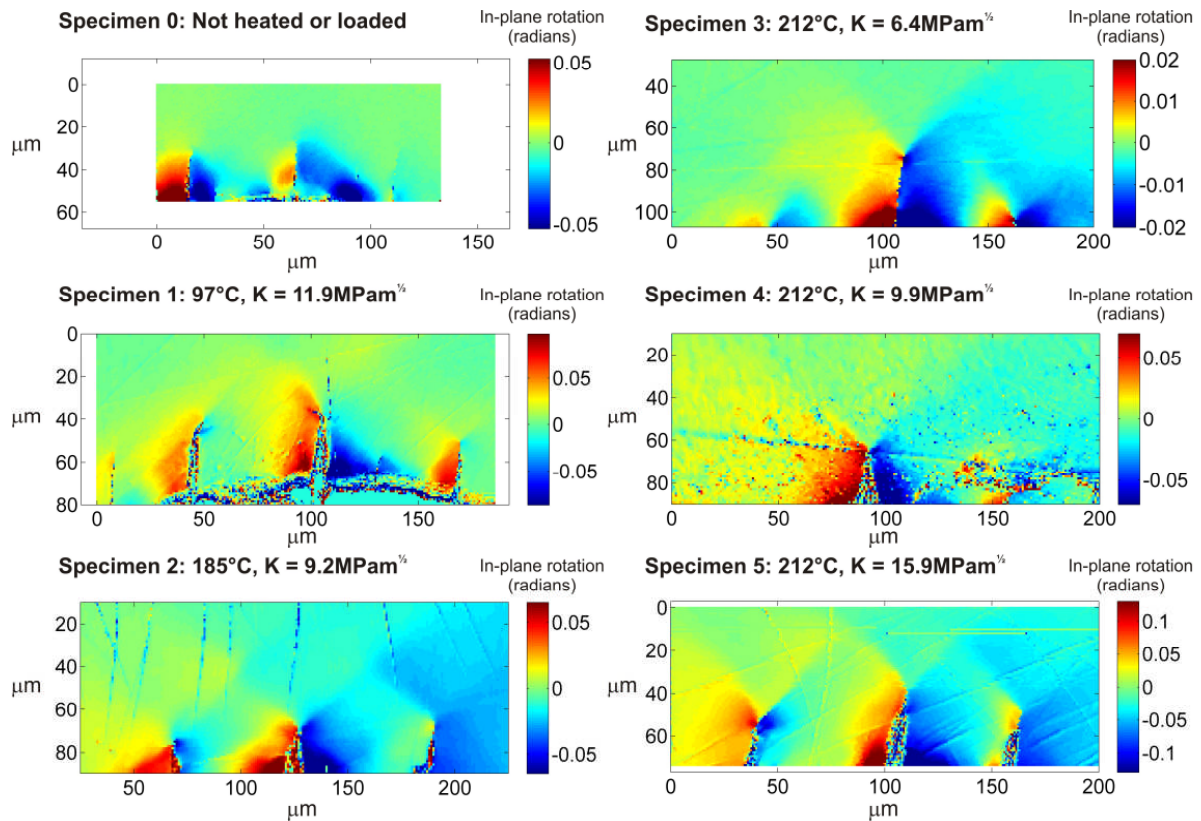 Specimen 0: Not heated or loaded
In-plane rotation
(radians)
0
20
40
60
μm
0 50 100 150
μm
0.05
0
-0.05
Specimen 3: 212°C, K = 6.4MPam½
In-plane rotation
(radians)
40
60
80
100
μm
0 50 100 150 200
μm
0.02
0.01
0
-0.01
-0.02
Specimen 1: 97°C, K = 11.9MPam½
In-plane rotation
(radians)
0
20
40
60
80
μm
0 50 100 150
μm
0.05
0
-0.05
Specimen 4: 212°C, K = 9.9MPam½
In-plane rotation
(radians)
20
40
60
80
μm
0 50 100 150 200
μm
0.05
0
-0.05
Specimen 2: 185°C, K = 9.2MPam½
In-plane rotation
(radians)
20
40
60
80
μm
50 100 150 200
μm
0.05
0
-0.05
Specimen 5: 212°C, K = 15.9MPam½
In-plane rotation
(radians)
0
20
40
60
μm
0 50 100 150 200
μm
0.1
0.05
0
-0.05
-0.1